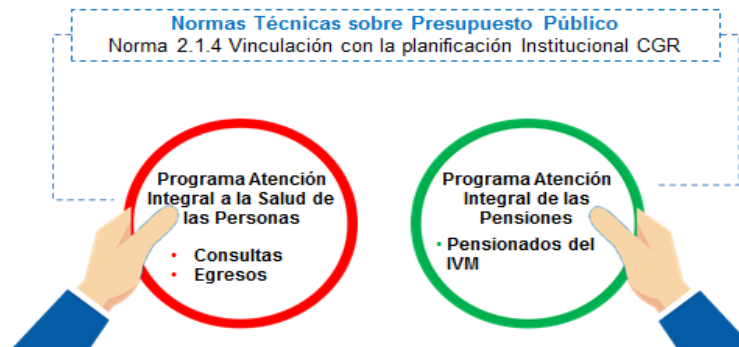 Normas Técnicas sobre Presupuesto Público
Norma 2.1.4 Vinculación con la planificación Institucional CGR
Programa Atención
Integral a la Salud de
las Personas
• Consultas
• Egresos
Programa Atención
Integral de las
Pensiones
• Pensionados del
IVM